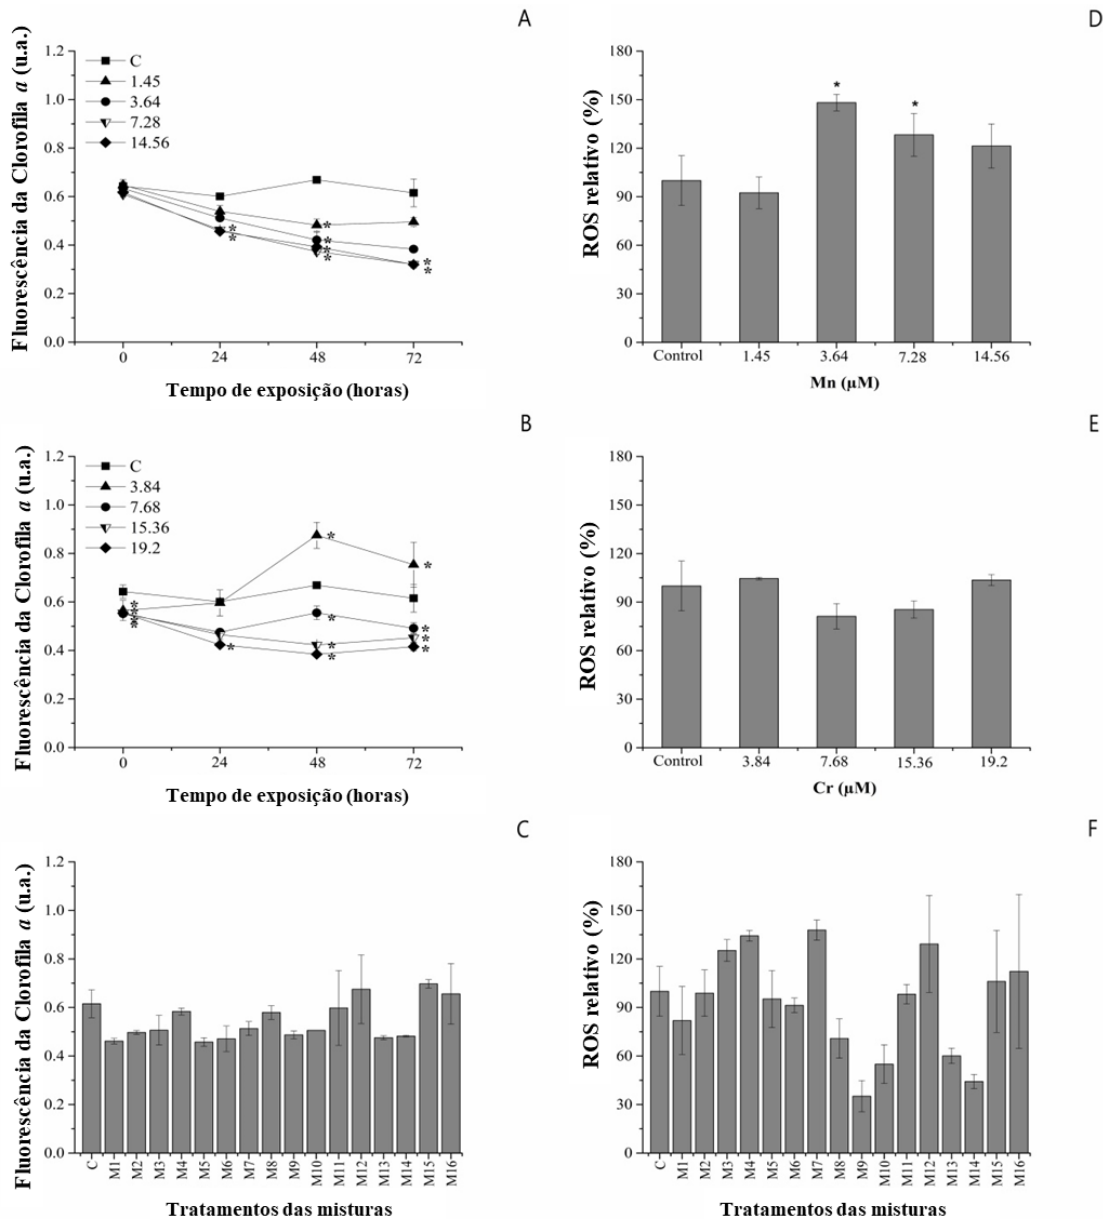 A
Fluorescência da Clorofila a (u.a.)
1.2
1.0
0.8
0.6
0.4
0.2
0.0
C
1.45
3.64
7.28
14.56
* * * * * * * *
0 24 48 72
Tempo de exposição (horas)
D
ROS relativo (%)
180
150
120
90
60
30
0
* *
Control 1.45 3.64 7.28 14.56
Mn (µM)
B
Fluorescência da Clorofila a (u.a.)
1.2
1.0
0.8
0.6
0.4
0.2
0.0
C
3.84
7.68
15.36
19.2
* * * * * * * * * * * * *
0 24 48 72
Tempo de exposição (horas)
E
ROS relativo (%)
180
150
120
90
60
30
0
Control 3.84 7.68 15.36 19.2
Cr (µM)
C
Fluorescência da Clorofila a (u.a.)
1.2
1.0
0.8
0.6
0.4
0.2
0.0
C M1 M2 M3 M4 M5 M6 M7 M8 M9 M10 M11 M12 M13 M14 M15 M16
Tratamentos das misturas
F
ROS relativo (%)
180
150
120
90
60
30
0
C M1 M2 M3 M4 M5 M6 M7 M8 M9 M10 M11 M12 M13 M14 M15 M16
Tratamentos das misturas